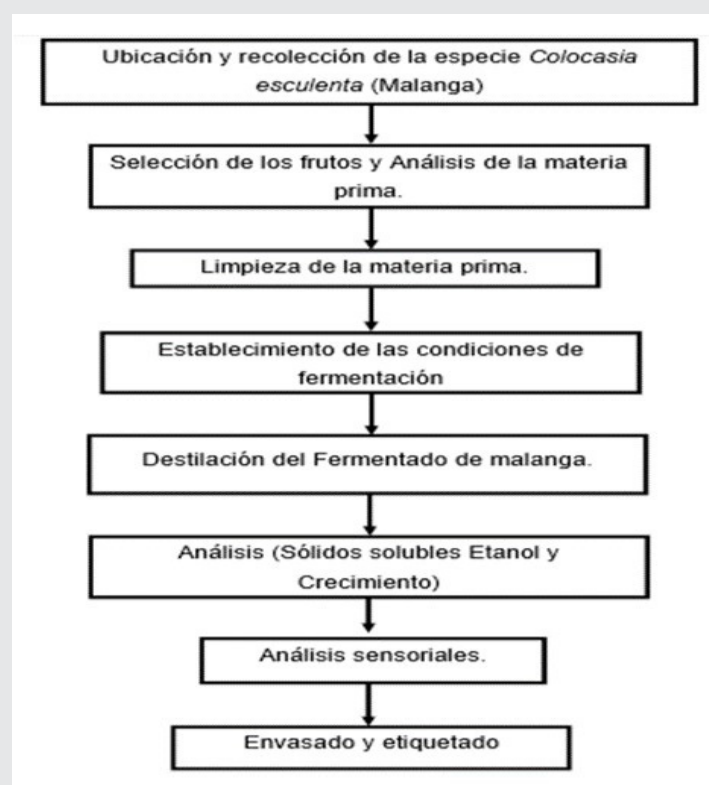 Ubicación y recolección de la especie Colocasia
esculenta (Malanga)
Selección de los frutos y Análisis de la materia
prima.
Limpieza de la materia prima.
Establecimiento de las condiciones de
fermentación
Destilación del Fermentado de malanga.
Análisis (Sólidos solubles Etanol y
Crecimiento)
Análisis sensoriales.
Envasado y etiquetado